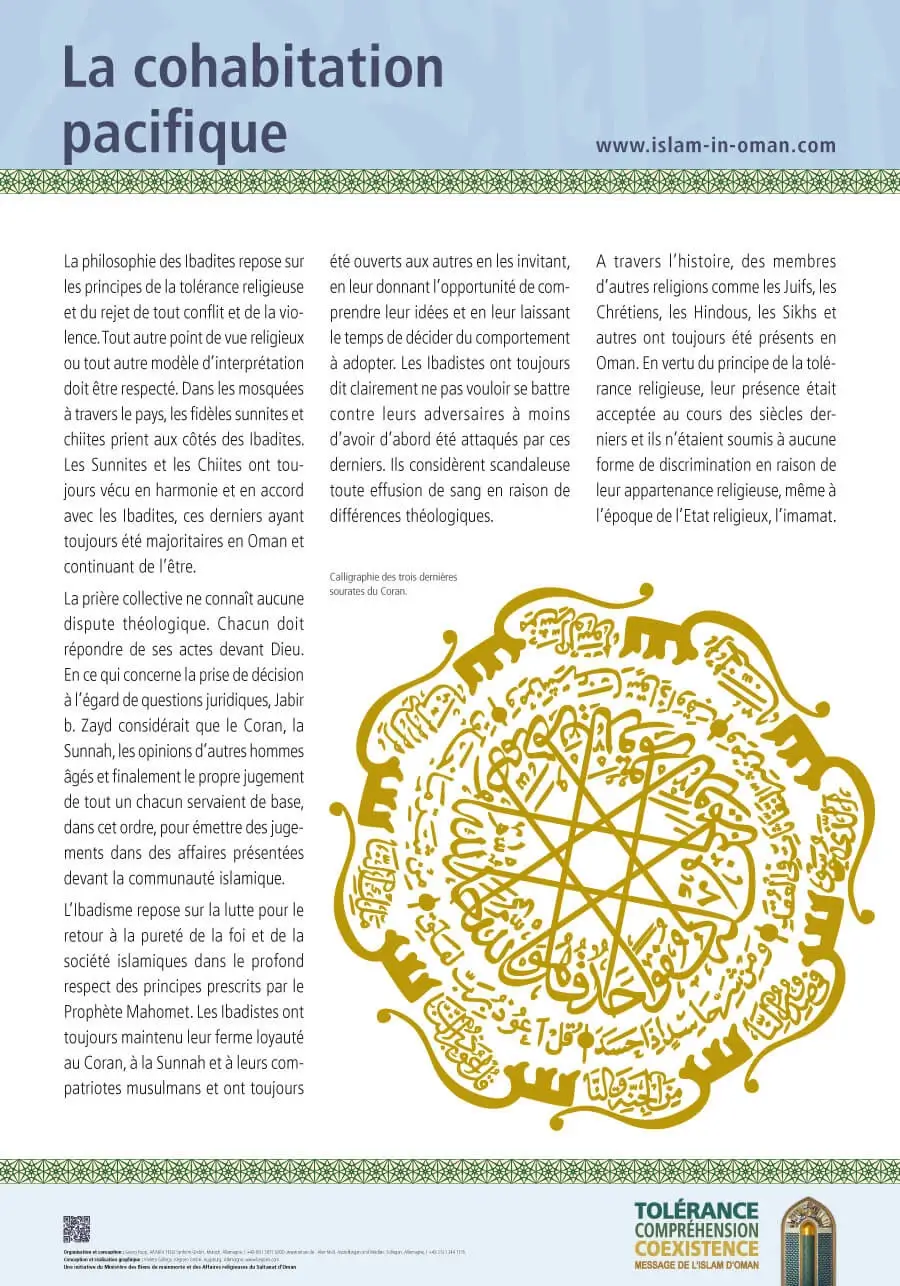 La cohabitation
pacifique
www.islam-in-oman.com
La philosophie des Ibadites repose sur
les principes de la tolérance religieuse
et du rejet de tout conflit et de la vio-
lence. Tout autre point de vue religieux
ou tout autre modèle d’interprétation
doit être respecté. Dans les mosquées
à travers le pays, les fidèles sunnites et
chiites prient aux côtés des Ibadites.
Les Sunnites et les Chiites ont tou-
jours vécu en harmonie et en accord
avec les Ibadites, ces derniers ayant
toujours été majoritaires en Oman et
continuant de l’être.
La prière collective ne connaît aucune
dispute théologique. Chacun doit
répondre de ses actes devant Dieu.
En ce qui concerne la prise de décision
à l’égard de questions juridiques, Jabir
b. Zayd considérait que le Coran, la
Sunnah, les opinions d’autres hommes
âgés et finalement le propre jugement
de tout un chacun servaient de base,
dans cet ordre, pour émettre des juge-
ments dans des affaires présentées
devant la communauté islamique.
L’Ibadisme repose sur la lutte pour le
retour à la pureté de la foi et de la
société islamiques dans le profond
respect des principes prescrits par le
Prophète Mahomet. Les Ibadistes ont
toujours maintenu leur ferme loyauté
au Coran, à la Sunnah et à leurs com-
patriotes musulmans et ont toujours
été ouverts aux autres en les invitant,
en leur donnant l’opportunité de com-
prendre leur idées et en leur laissant
le temps de décider du comportement
à adopter. Les Ibadistes ont toujours
dit clairement ne pas vouloir se battre
contre leurs adversaires à moins
d’avoir d’abord été attaqués par ces
derniers. Ils considèrent scandaleuse
toute effusion de sang en raison de
différences théologiques.
A travers l’histoire, des membres
d’autres religions comme les Juifs, les
Chrétiens, les Hindous, les Sikhs et
autres ont toujours été présents en
Oman. En vertu du principe de la tolé-
rance religieuse, leur présence était
acceptée au cours des siècles der-
niers et ils n’étaient soumis à aucune
forme de discrimination en raison de
leur appartenance religieuse, même à
l’époque de l’Etat religieux, l’imamat.
Calligraphie des trois dernières
sourates du Coran.
Organisation et conception :
Conception et réalisation graphique :
Une initiative du Ministère des Biens de mainmorte et des Affaires religieuses du Sultanat d’Oman
TOLÉRANCE
COMPRÉHENSION
COEXISTENCE
MESSAGE DE L’ISLAM D’OMAN